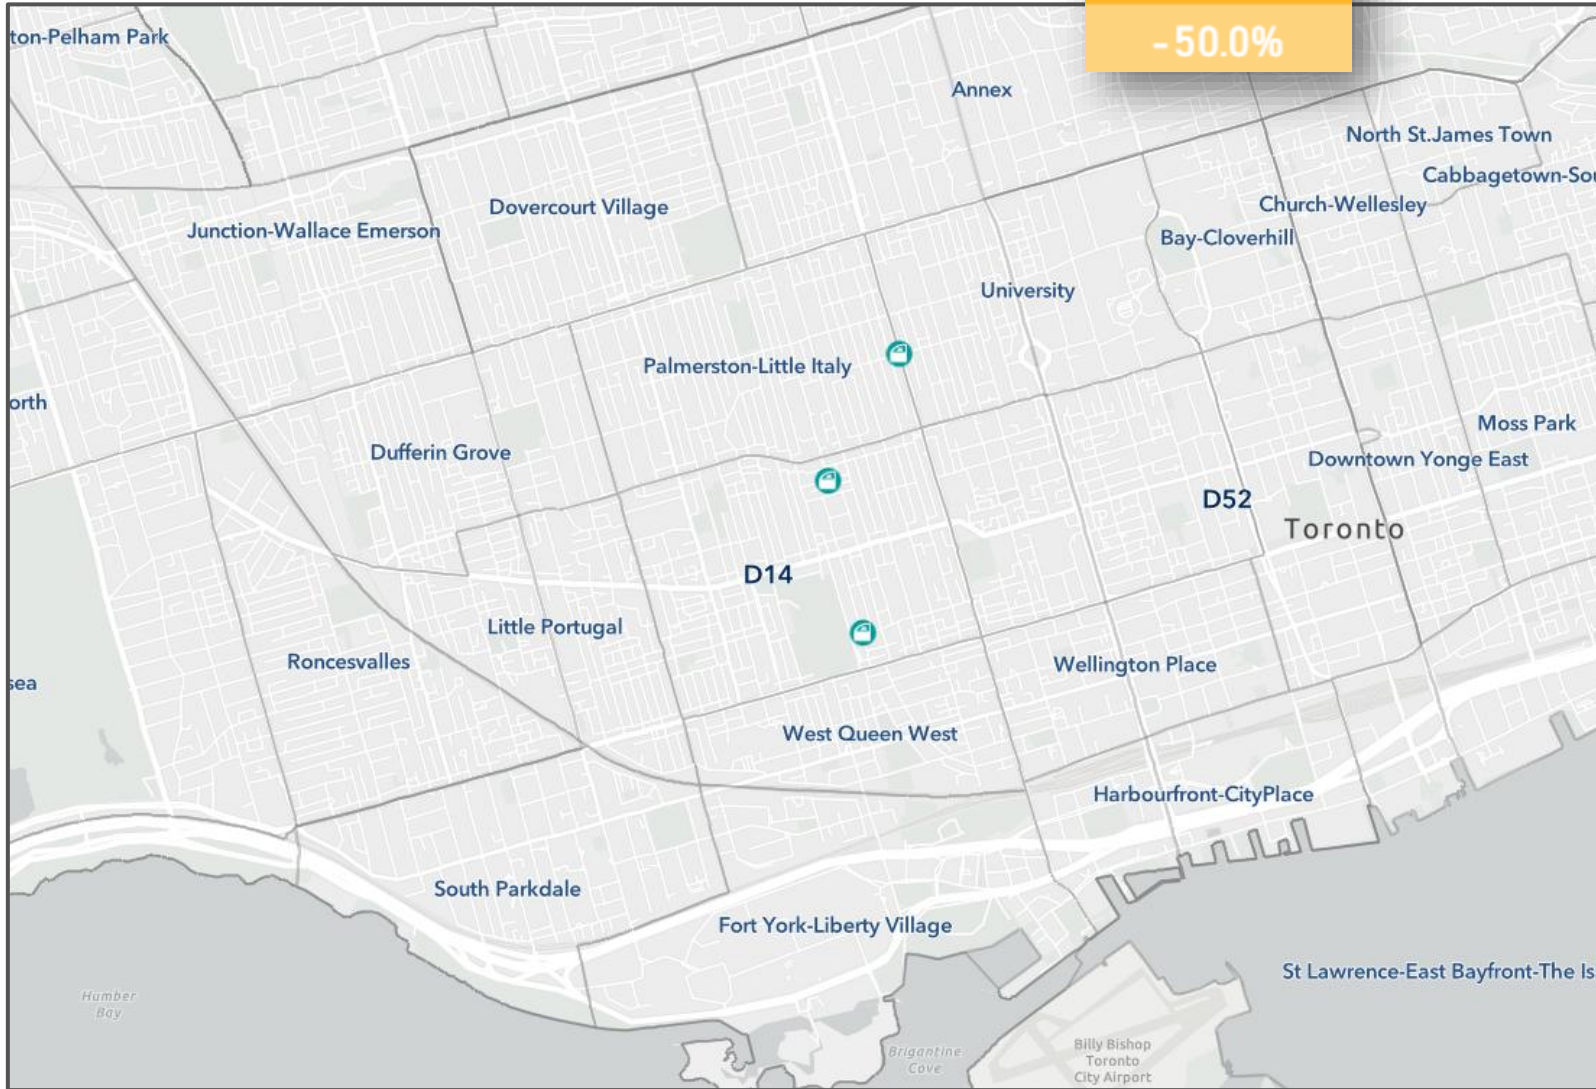 ton-Pelham Park
-50.0%
Annex
North St.James Town
Cabbagetown-Sou
Church-Wellesley
Dovercourt Village
Junction-Wallace Emerson
Bay-Cloverhill
University
Palmerston-Little Italy
orth
Moss Park
Dufferin Grove
Downtown Yonge East
D52
Toronto
D14
Little Portugal
Roncesvalles
Wellington Place
sea
West Queen West
Harbourfront-CityPlace
South Parkdale
Fort York-Liberty Village
St Lawrence-East Bayfront-The Is
Humber
Bay
Brigantine
Cove
Billy Bishop
Toronto
City Airport